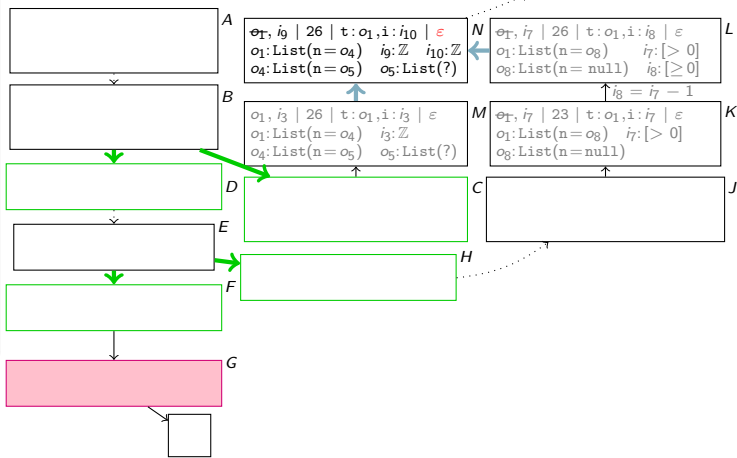 A
B
D
E
F
G
o̶₁̶, i₉ | 26 | t:o₁,i:i₁₀ | ε
o₁:List(n=o₄) i₉:ℤ i₁₀:ℤ
o₄:List(n=o₅) o₅:List(?)
N
o̶₁̶, i₇ | 26 | t:o₁,i:i₈ | ε
o₁:List(n=o₈) i₇:[> 0]
o₈:List(n= null) i₈:[≥0]
L
i₈ = i₇ − 1
o₁, i₃ | 26 | t:o₁,i:i₃ | ε
o₁:List(n=o₄) i₃:ℤ
o₄:List(n=o₅) o₅:List(?)
M
o̶₁̶, i₇ | 23 | t:o₁,i:i₇ | ε
o₁:List(n=o₈) i₇:[> 0]
o₈:List(n=null)
K
C
J
H